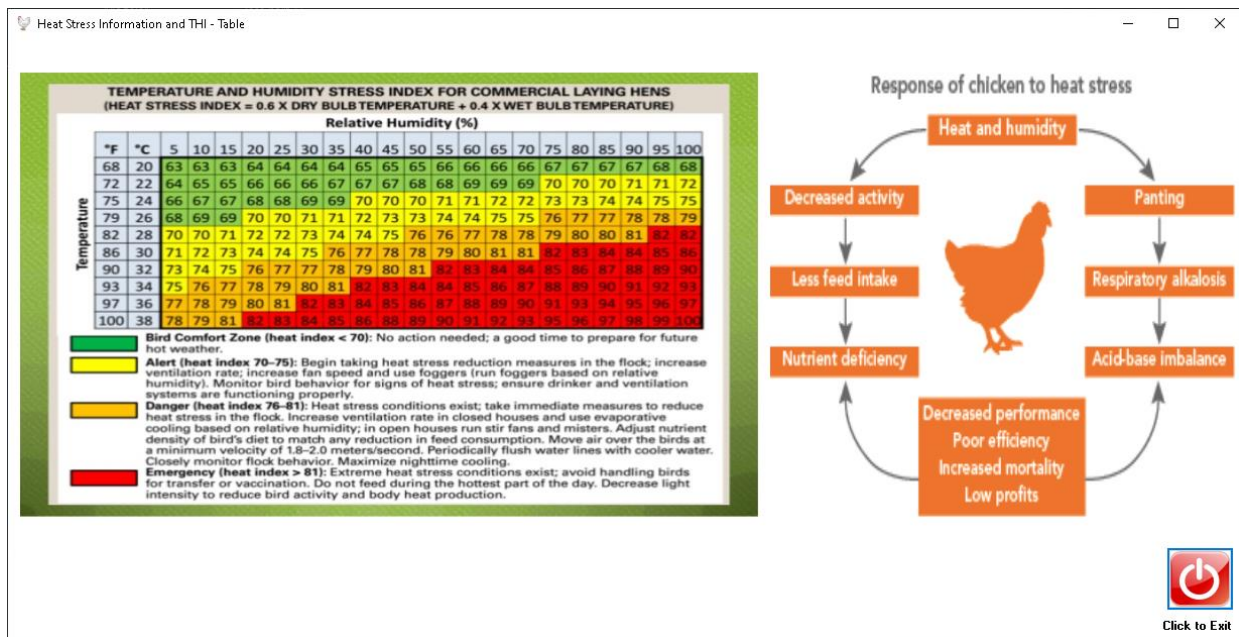 Heat Stress Information and THI - Table
TEMPERATURE AND HUMIDITY STRESS INDEX FOR COMMERCIAL LAYING HENS
(HEAT STRESS INDEX = 0.6 X DRY BULB TEMPERATURE + 0.4 X WET BULB TEMPERATURE)
Relative Humidity (%)
°F °C 5 10 15 20 25 30 35 40 45 50 55 60 65 70 75 80 85 90 95 100
68 20 63 63 63 64 64 64 64 65 65 65 66 66 66 66 67 67 67 67 68 68
72 22 64 65 65 66 66 66 67 67 67 68 68 69 69 69 70 70 70 71 71 72
75 24 66 67 67 68 68 69 69 70 70 70 71 71 72 72 73 73 74 74 75 75
79 26 68 69 69 70 70 71 71 72 73 73 74 74 75 75 76 77 77 78 78 79
82 28 70 70 71 72 72 73 74 74 75 76 76 77 78 78 79 80 80 81 82 82
86 30 71 72 73 74 74 75 76 77 78 78 79 80 81 81 82 83 84 84 85 86
90 32 73 74 75 76 77 77 78 79 80 81 82 83 84 84 85 86 87 88 89 90
93 34 75 76 77 78 79 80 81 82 83 84 84 85 86 87 88 89 90 91 92 93
97 36 77 78 79 80 81 82 83 84 85 86 87 88 89 90 91 93 94 95 96 97
100 38 78 79 81 82 83 84 85 86 88 89 90 91 92 93 95 96 97 98 99 100
Temperature
Bird Comfort Zone (heat index < 70): No action needed; a good time to prepare for future
hot weather.
Alert (heat index 70–75): Begin taking heat stress reduction measures in the flock; increase
ventilation rate; increase fan speed and use foggers (run foggers based on relative
humidity). Monitor bird behavior for signs of heat stress; ensure drinker and ventilation
systems are functioning properly.
Danger (heat index 76–81): Heat stress conditions exist; take immediate measures to reduce
heat stress in the flock. Increase ventilation rate in closed houses and use evaporative
cooling based on relative humidity; in open houses run stir fans and misters. Adjust nutrient
density of bird's diet to match any reduction in feed consumption. Move air over the birds at
a minimum velocity of 1.8–2.0 meters/second. Periodically flush water lines with cooler water.
Closely monitor flock behavior. Maximize nighttime cooling.
Emergency (heat index > 81): Extreme heat stress conditions exist; avoid handling birds
for transfer or vaccination. Do not feed during the hottest part of the day. Decrease light
intensity to reduce bird activity and body heat production.
Response of chicken to heat stress
Heat and humidity
Decreased activity
Panting
Less feed intake
Respiratory alkalosis
Nutrient deficiency
Acid-base imbalance
Decreased performance
Poor efficiency
Increased mortality
Low profits
Click to Exit